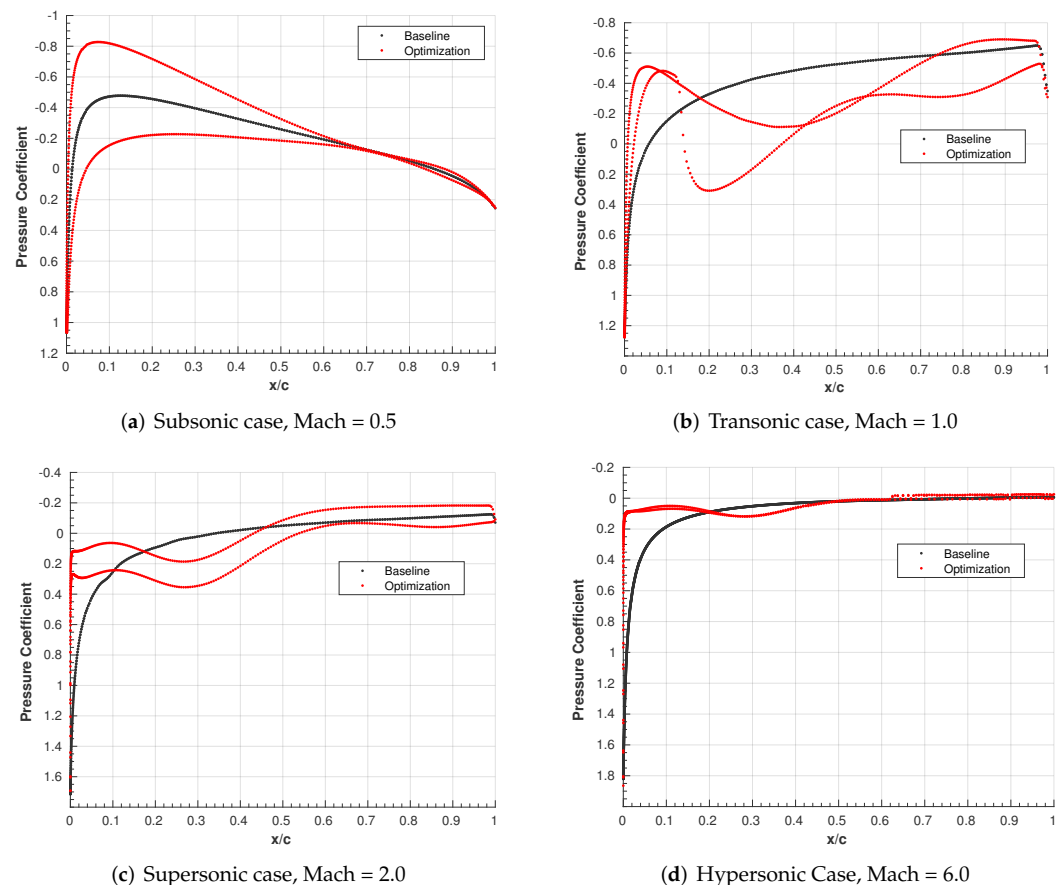 -1
-0.8
-0.6
-0.4
-0.2
0
0.2
0.4
0.6
0.8
1
1.2
Pressure Coefficient
Baseline
Optimization
0 0.1 0.2 0.3 0.4 0.5 0.6 0.7 0.8 0.9 1
x/c
(a) Subsonic case, Mach = 0.5
-0.8
-0.6
-0.4
-0.2
0
0.2
0.4
0.6
0.8
1
1.2
Pressure Coefficient
Baseline
Optimization
0 0.1 0.2 0.3 0.4 0.5 0.6 0.7 0.8 0.9 1
x/c
(b) Transonic case, Mach = 1.0
-0.4
-0.2
0
0.2
0.4
0.6
0.8
1
1.2
1.4
1.6
Pressure Coefficient
Baseline
Optimization
0 0.1 0.2 0.3 0.4 0.5 0.6 0.7 0.8 0.9 1
x/c
(c) Supersonic case, Mach = 2.0
-0.2
0
0.2
0.4
0.6
0.8
1
1.2
1.4
1.6
1.8
Pressure Coefficient
Baseline
Optimization
0 0.1 0.2 0.3 0.4 0.5 0.6 0.7 0.8 0.9 1
x/c
(d) Hypersonic Case, Mach = 6.0